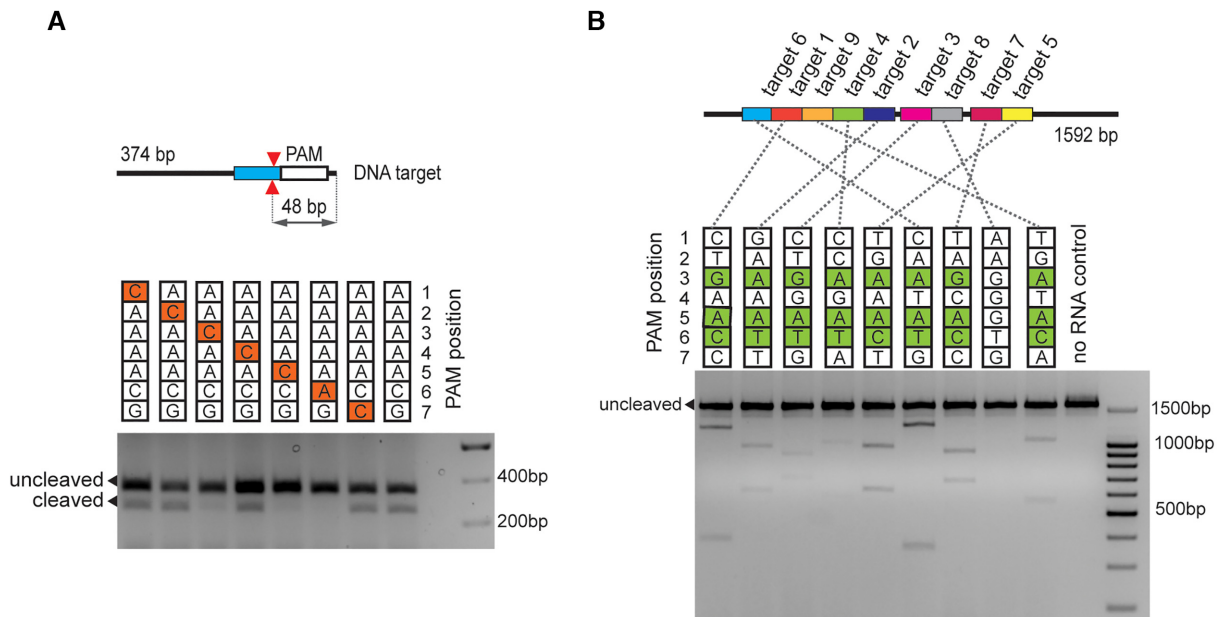 A
374 bp
PAM
DNA target
48 bp
C A A A A A A A 1
A C A A A A A A 2
A A C A A A A A 3
A A A C A A A A 4
A A A A C A A A 5
C C C C C A C C 6
G G G G G G C G 7
PAM position
uncleaved
cleaved
400bp
200bp
B
target 6
target 1
target 9
target 4
target 2
target 3
target 8
target 7
target 5
1592 bp
PAM position
1 C G C C T C T A T
2 T A T C G A A A G
3 G A G A A A G G A
4 A A G G A T C G T
5 A A A A A A A G A
6 C T T T C T C T C
7 C T G A T G C G A
no RNA control
uncleaved
1500bp
1000bp
500bp